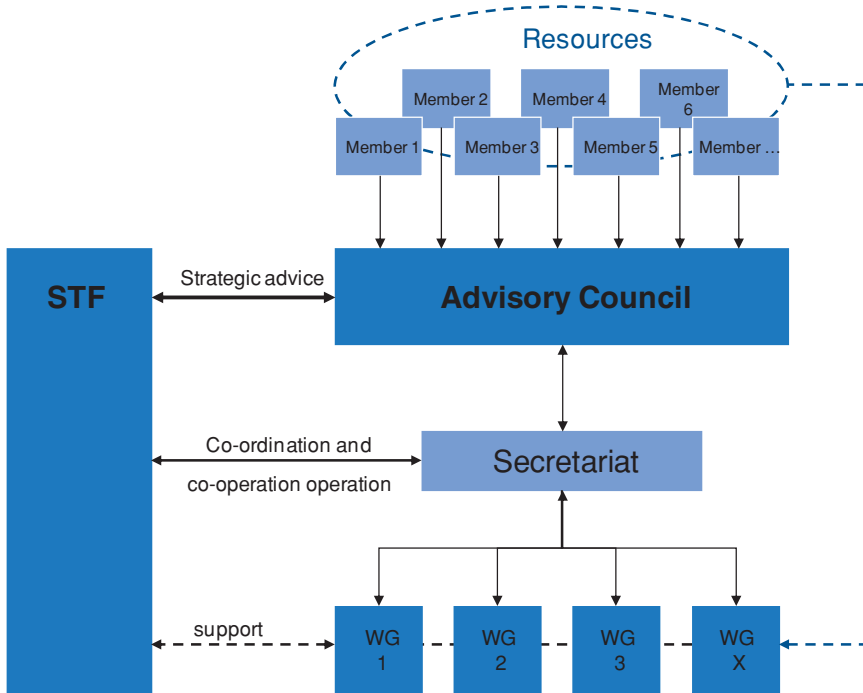 Resources
Member 2
Member 4
Member
6
Member 1
Member 3
Member 5
Member …
STF
Strategic advice
Advisory Council
Co-ordination and
co-operation operation
Secretariat
support
WG
1
WG
2
WG
3
WG
X